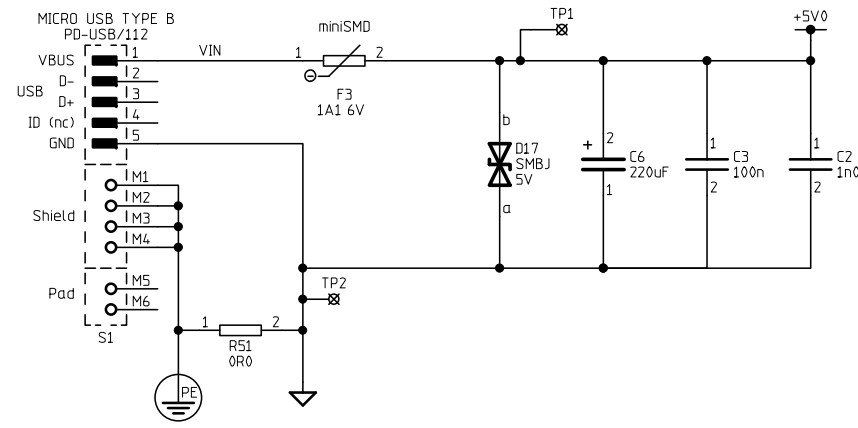 MICRO USB TYPE B
PD-USB/112
VBUS 1 VIN
D- 2
USB
D+ 3
ID (nc) 4
GND 5
Shield
M1
M2
M3
M4
Pad
M5
M6
S1
miniSMD
1 2
F3
1A1 6V
TP1
+5V0
b
D17
SMBJ
5V
a
+ 2
C6
220uF
1
1
C3
100n
2
1
C2
1n0
2
TP2
1 2
R51
0R0
PE